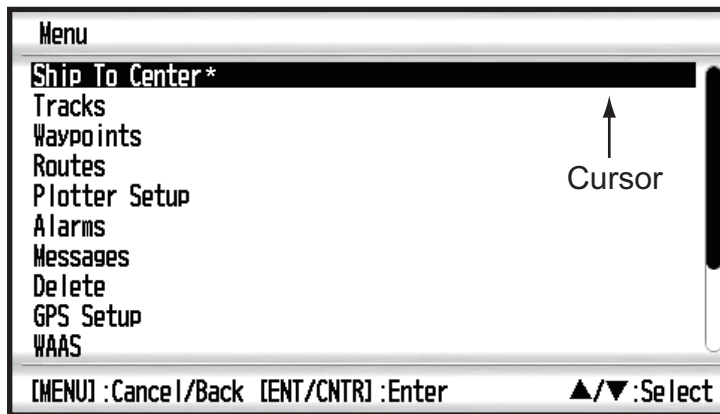 Menu
Ship To Center*
Tracks
Waypoints
Routes
Cursor
Plotter Setup
Alarms
Messages
Delete
GPS Setup
WAAS
[MENU]:Cancel/Back [ENT/CNTR]:Enter ▲/▼:Select